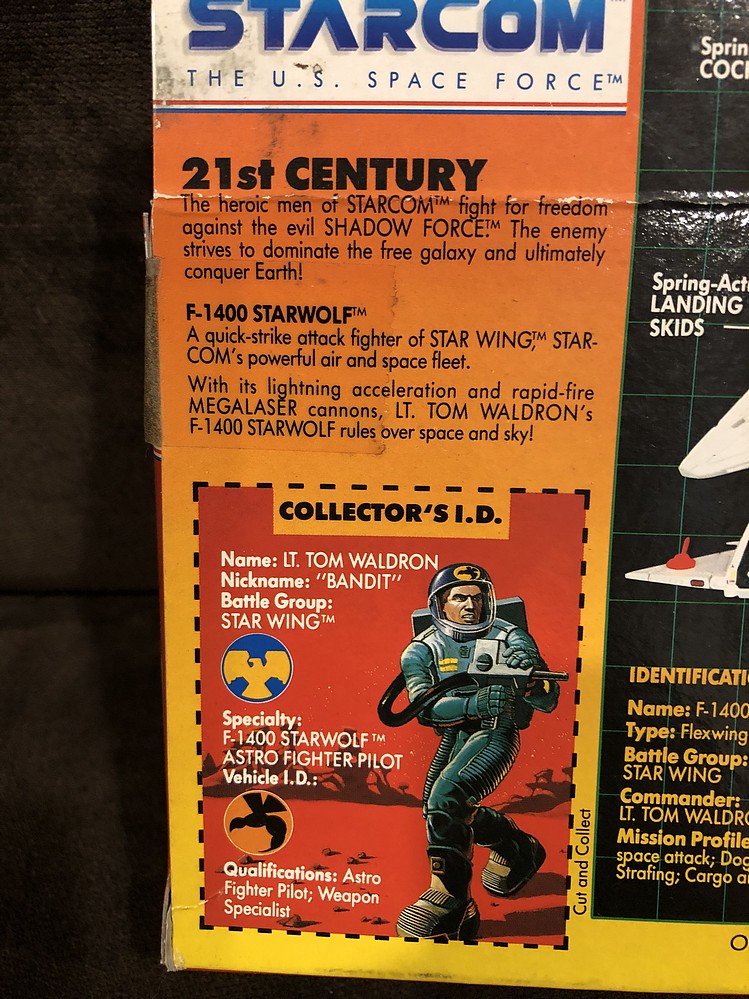 STARCOM
THE U.S. SPACE FORCE™
21st CENTURY
The heroic men of STARCOM™ fight for freedom
against the evil SHADOW FORCE.™ The enemy
strives to dominate the free galaxy and ultimately
conquer Earth!
F-1400 STARWOLF™
A quick-strike attack fighter of STAR WING,™ STAR-
COM's powerful air and space fleet.
With its lightning acceleration and rapid-fire
MEGALASER cannons, LT. TOM WALDRON's
F-1400 STARWOLF rules over space and sky!
COLLECTOR'S I.D.
Name: LT. TOM WALDRON
Nickname: "BANDIT"
Battle Group:
STAR WING™
Specialty:
F-1400 STARWOLF™
ASTRO FIGHTER PILOT
Vehicle I.D.:
Qualifications: Astro
Fighter Pilot; Weapon
Specialist
Cut and Collect
Spring-Act
LANDING
SKIDS
Name: F-1400
Type: Flexwing
Battle Group:
STAR WING
Commander:
LT. TOM
Mission Profile
space attack;
Strafing; Cargo